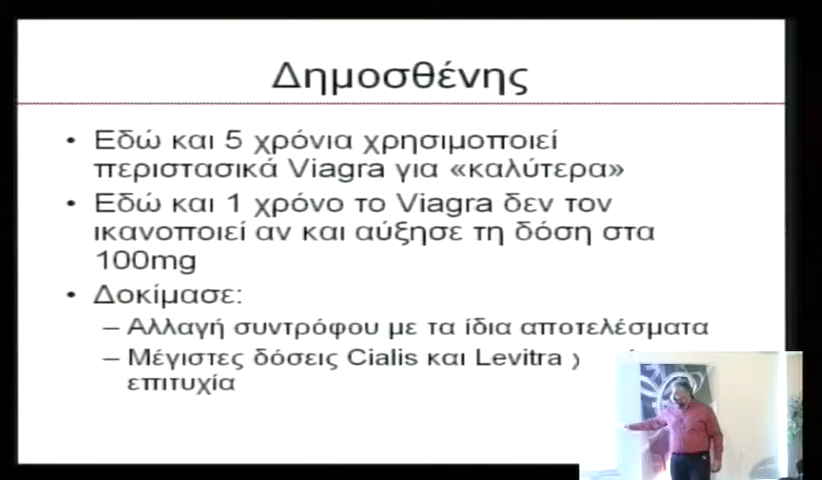 Δημοσθένης
• Εδώ και 5 χρόνια χρησιμοποιεί
περιστασικά Viagra για «καλύτερα»
• Εδώ και 1 χρόνο το Viagra δεν τον
ικανοποιεί αν και αύξησε τη δόση στα
100mg
• Δοκίμασε:
– Αλλαγή συντρόφου με τα ίδια αποτελέσματα
– Μέγιστες δόσεις Cialis και Levitra
επιτυχία